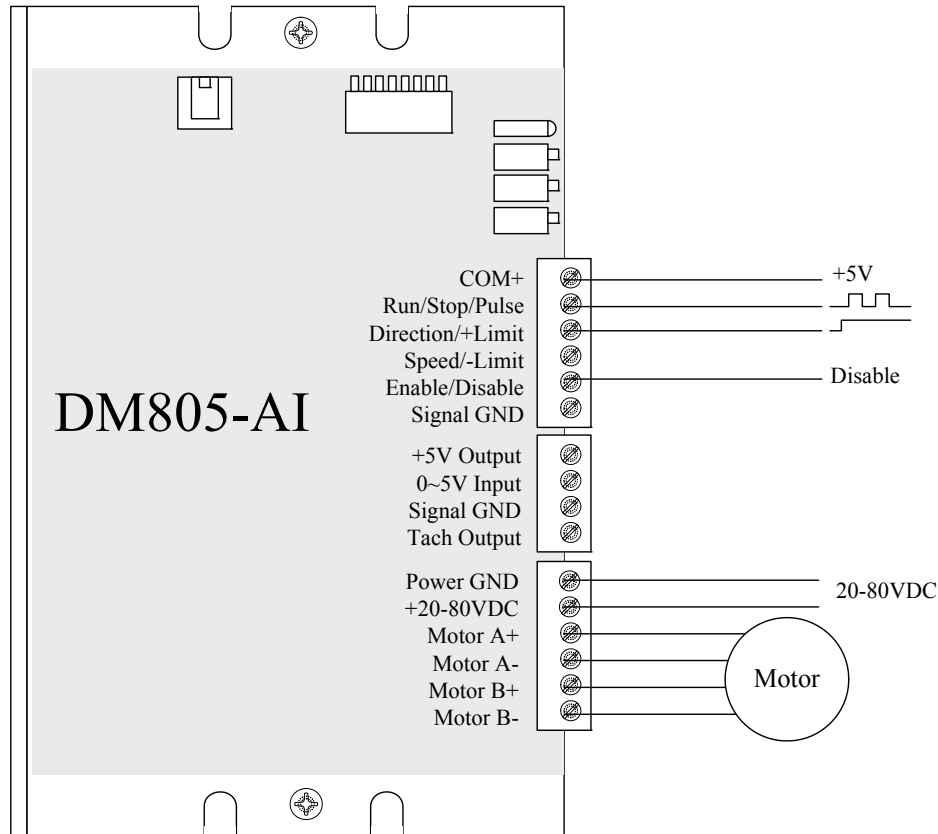 COM+
+5V
Run/Stop/Pulse
Direction/+Limit
Speed/-Limit
Enable/Disable
Disable
Signal GND
DM805-AI
+5V Output
0~5V Input
Signal GND
Tach Output
Power GND
20-80VDC
+20-80VDC
Motor A+
Motor A-
Motor B+
Motor B-
Motor